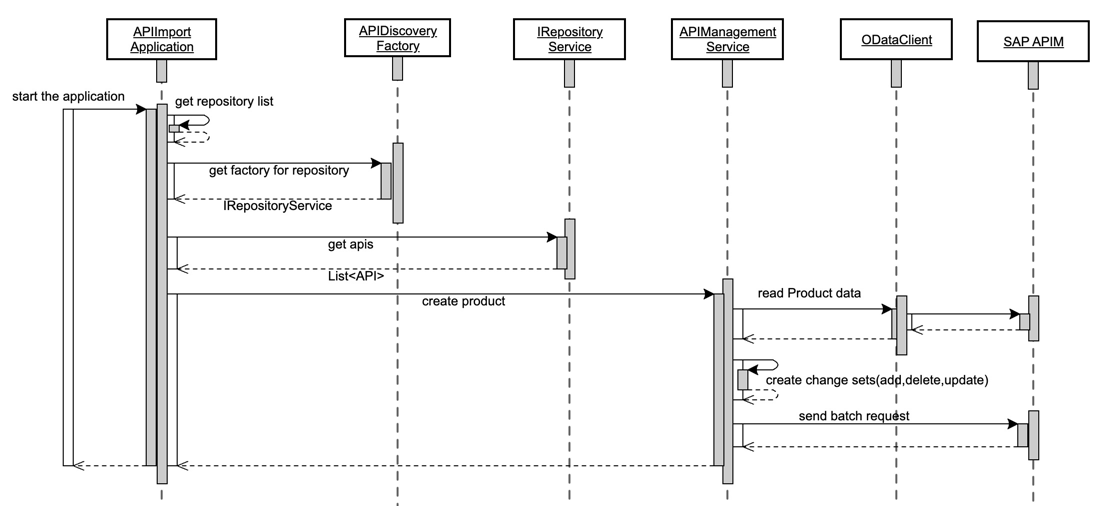 APIImport
Application
APIDiscovery
Factory
IRepository
Service
APIManagement
Service
ODataClient
SAP APIM
start the application
get repository list
get factory for repository
IRepositoryService
get apis
List<API>
create product
read Product data
create change sets(add,delete,update)
send batch request